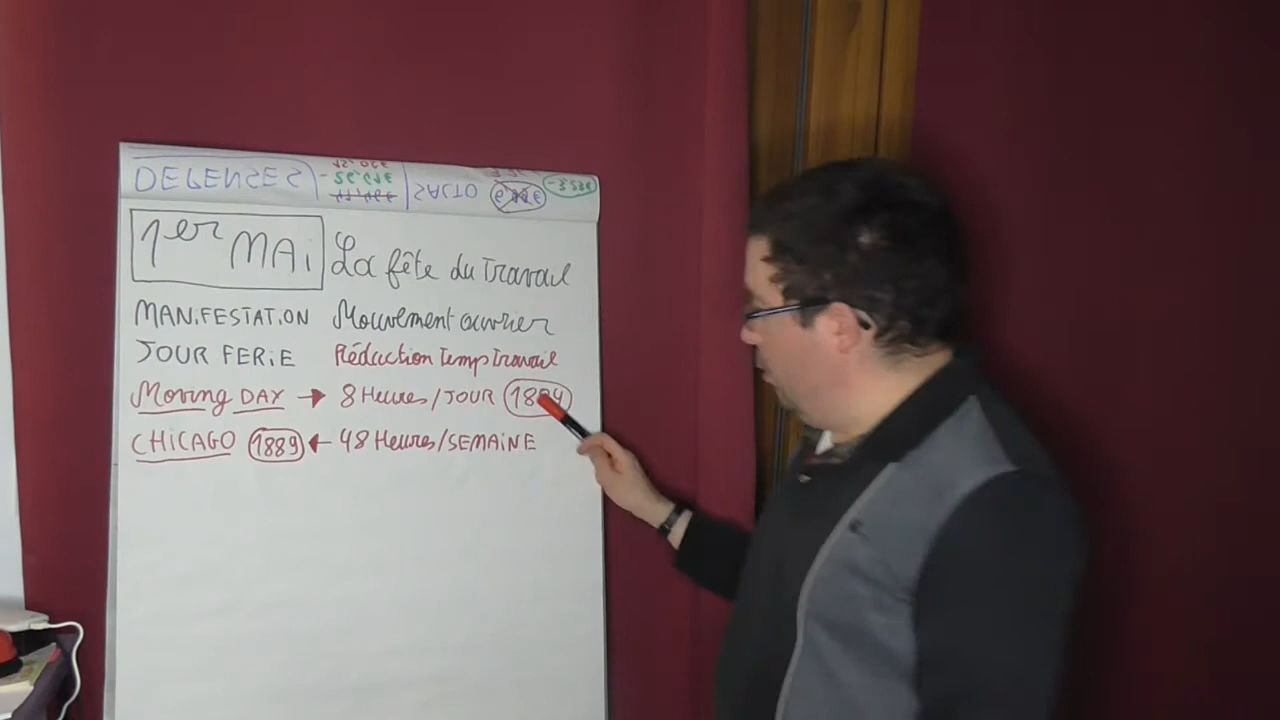 1er MAi La fête du Travail
MANiFESTATiON Mouvement ouvrier
JOUR FERiE Réduction Temp Travail
Moving DAY → 8 Heures/JOUR 1884
CHiCAGO 1889 ← 48 Heures/SEMAiNE